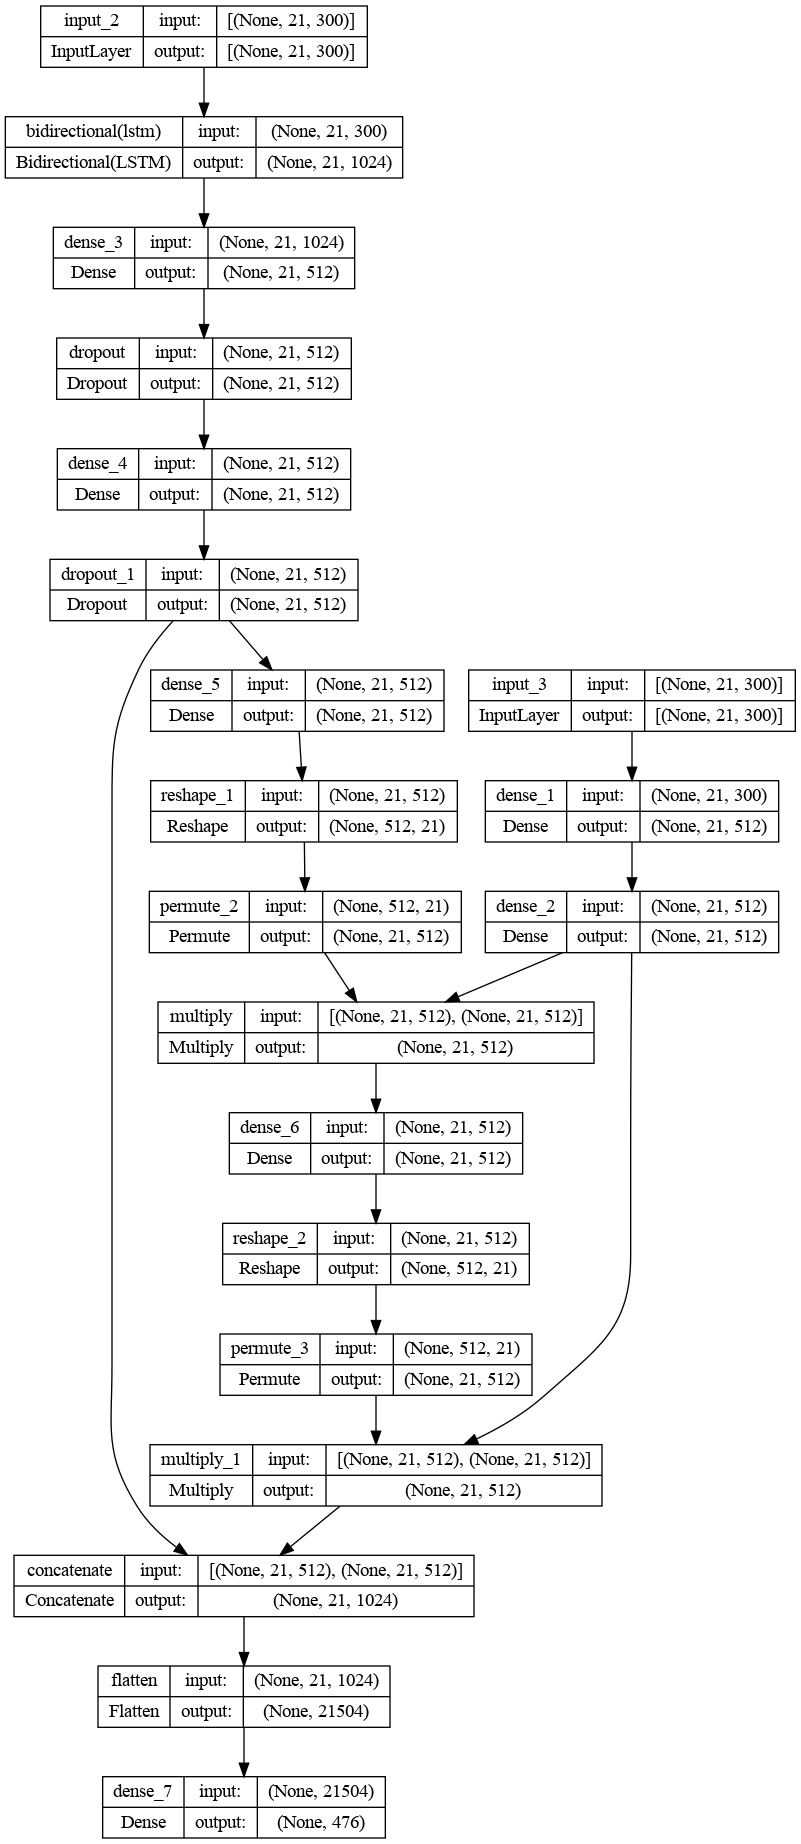 input_2 input: [(None, 21, 300)]
InputLayer output: [(None, 21, 300)]
bidirectional(lstm) input: (None, 21, 300)
Bidirectional(LSTM) output: (None, 21, 1024)
dense_3 input: (None, 21, 1024)
Dense output: (None, 21, 512)
dropout input: (None, 21, 512)
Dropout output: (None, 21, 512)
dense_4 input: (None, 21, 512)
Dense output: (None, 21, 512)
dropout_1 input: (None, 21, 512)
Dropout output: (None, 21, 512)
dense_5 input: (None, 21, 512)
Dense output: (None, 21, 512)
input_3 input: [(None, 21, 300)]
InputLayer output: [(None, 21, 300)]
reshape_1 input: (None, 21, 512)
Reshape output: (None, 512, 21)
dense_1 input: (None, 21, 300)
Dense output: (None, 21, 512)
permute_2 input: (None, 512, 21)
Permute output: (None, 21, 512)
dense_2 input: (None, 21, 512)
Dense output: (None, 21, 512)
multiply input: [(None, 21, 512), (None, 21, 512)]
Multiply output: (None, 21, 512)
dense_6 input: (None, 21, 512)
Dense output: (None, 21, 512)
reshape_2 input: (None, 21, 512)
Reshape output: (None, 512, 21)
permute_3 input: (None, 512, 21)
Permute output: (None, 21, 512)
multiply_1 input: [(None, 21, 512), (None, 21, 512)]
Multiply output: (None, 21, 512)
concatenate input: [(None, 21, 512), (None, 21, 512)]
Concatenate output: (None, 21, 1024)
flatten input: (None, 21, 1024)
Flatten output: (None, 21504)
dense_7 input: (None, 21504)
Dense output: (None, 476)